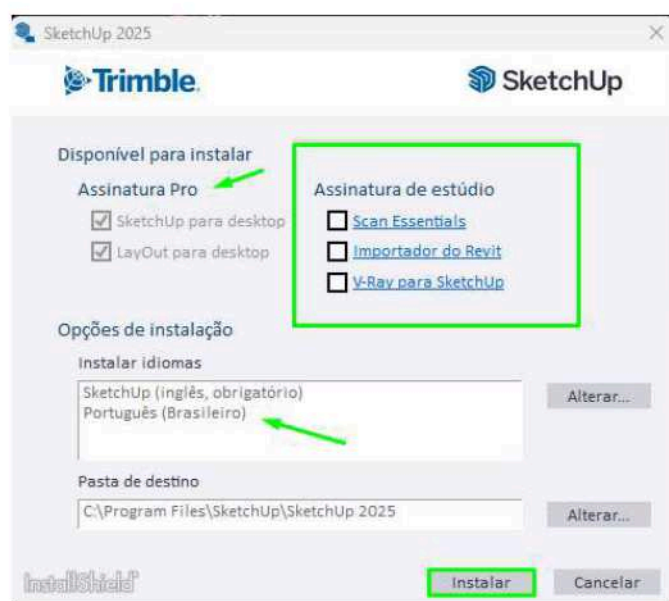 SketchUp 2025
Trimble.
SketchUp
Disponível para instalar
Assinatura Pro
SketchUp para desktop
LayOut para desktop
Assinatura de estúdio
Scan Essentials
Importador do Revit
V-Ray para SketchUp
Opções de instalação
Instalar idiomas
SketchUp (inglês, obrigatório)
Português (Brasileiro)
Alterar...
Pasta de destino
C:\Program Files\SketchUp\SketchUp 2025
Alterar...
InstallShield
Instalar
Cancelar